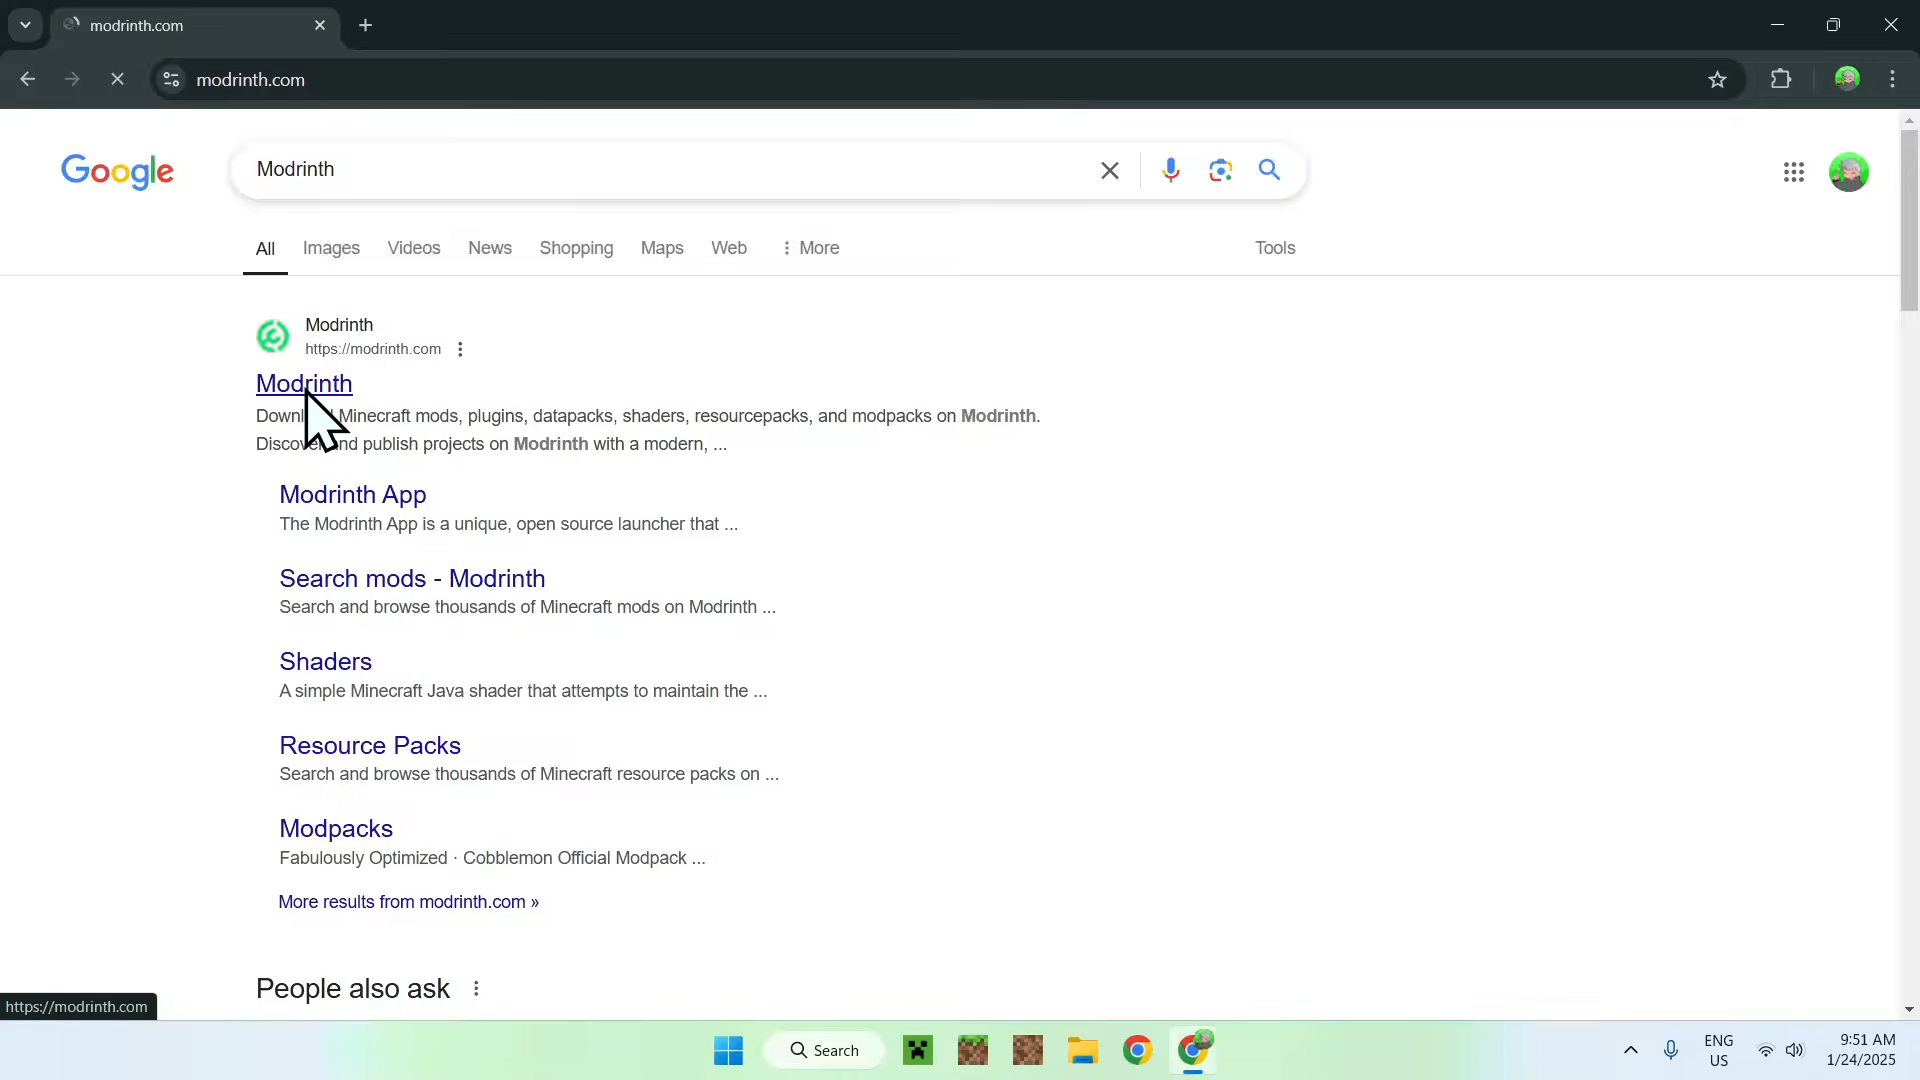 modrinth.com
modrinth.com
Google
Modrinth
All Images Videos News Shopping Maps Web More Tools
Modrinth
https://modrinth.com
Modrinth
Minecraft mods, plugins, datapacks, shaders, resourcepacks, and modpacks on Modrinth.
publish projects on Modrinth with a modern, ...
Modrinth App
The Modrinth App is a unique, open source launcher that ...
Search mods - Modrinth
Search and browse thousands of Minecraft mods on Modrinth ...
Shaders
A simple Minecraft Java shader that attempts to maintain the ...
Resource Packs
Search and browse thousands of Minecraft resource packs on ...
Modpacks
Fabulously Optimized · Cobblemon Official Modpack ...
More results from modrinth.com »
People also ask
https://modrinth.com
Search
ENG
US
9:51 AM
1/24/2025